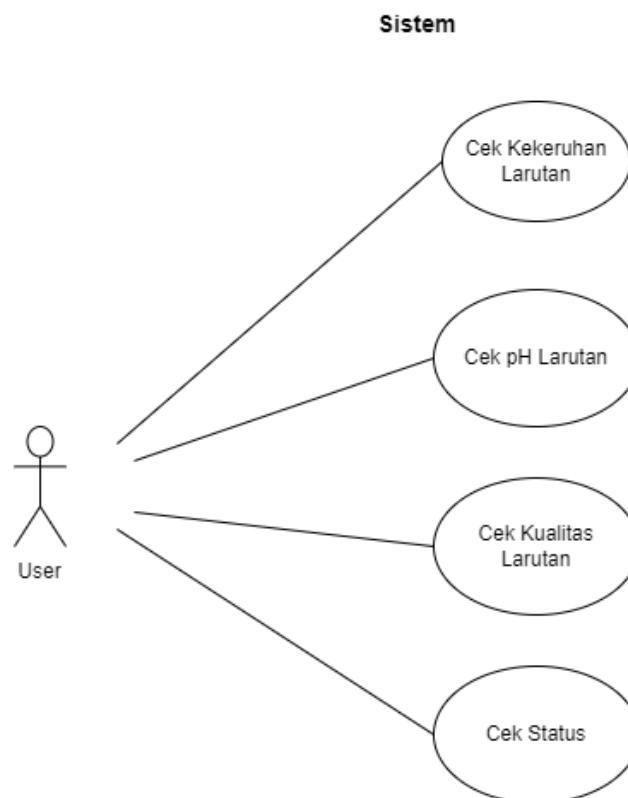 Sistem
Cek Kekeruhan
Larutan
Cek pH Larutan
User
Cek Kualitas
Larutan
Cek Status